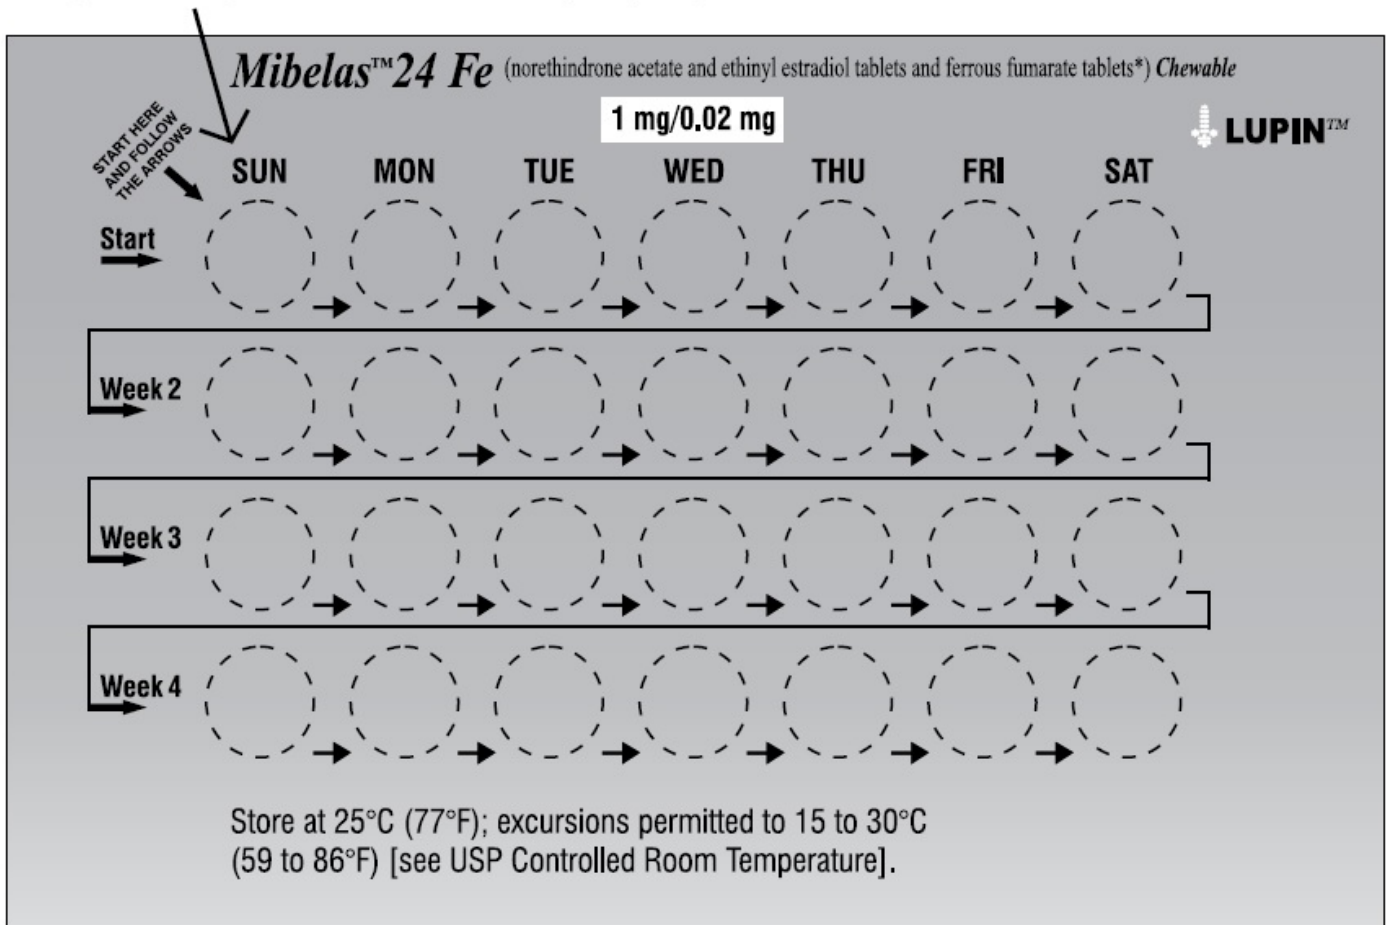 Mibelas™ 24 Fe (norethindrone acetate and ethinyl estradiol tablets and ferrous fumarate tablets*) Chewable
1 mg/0.02 mg
LUPIN™
START HERE
AND FOLLOW
THE ARROWS
SUN MON TUE WED THU FRI SAT
Start
Week 2
Week 3
Week 4
Store at 25°C (77°F); excursions permitted to 15 to 30°C
(59 to 86°F) [see USP Controlled Room Temperature].